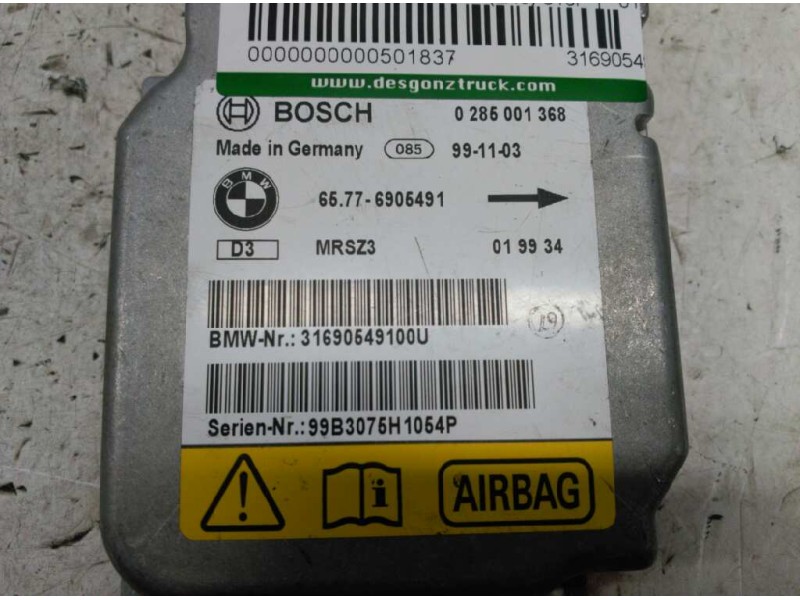 0000000000501837 3169054
www.desgonztruck.com
BOSCH 0 285 001 368
Made in Germany 085 99-11-03
BMW 65.77-6905491
D3 MRSZ3 01 99 34
BMW-Nr.: 31690549100U
Serien-Nr.: 99B3075H1054P
AIRBAG